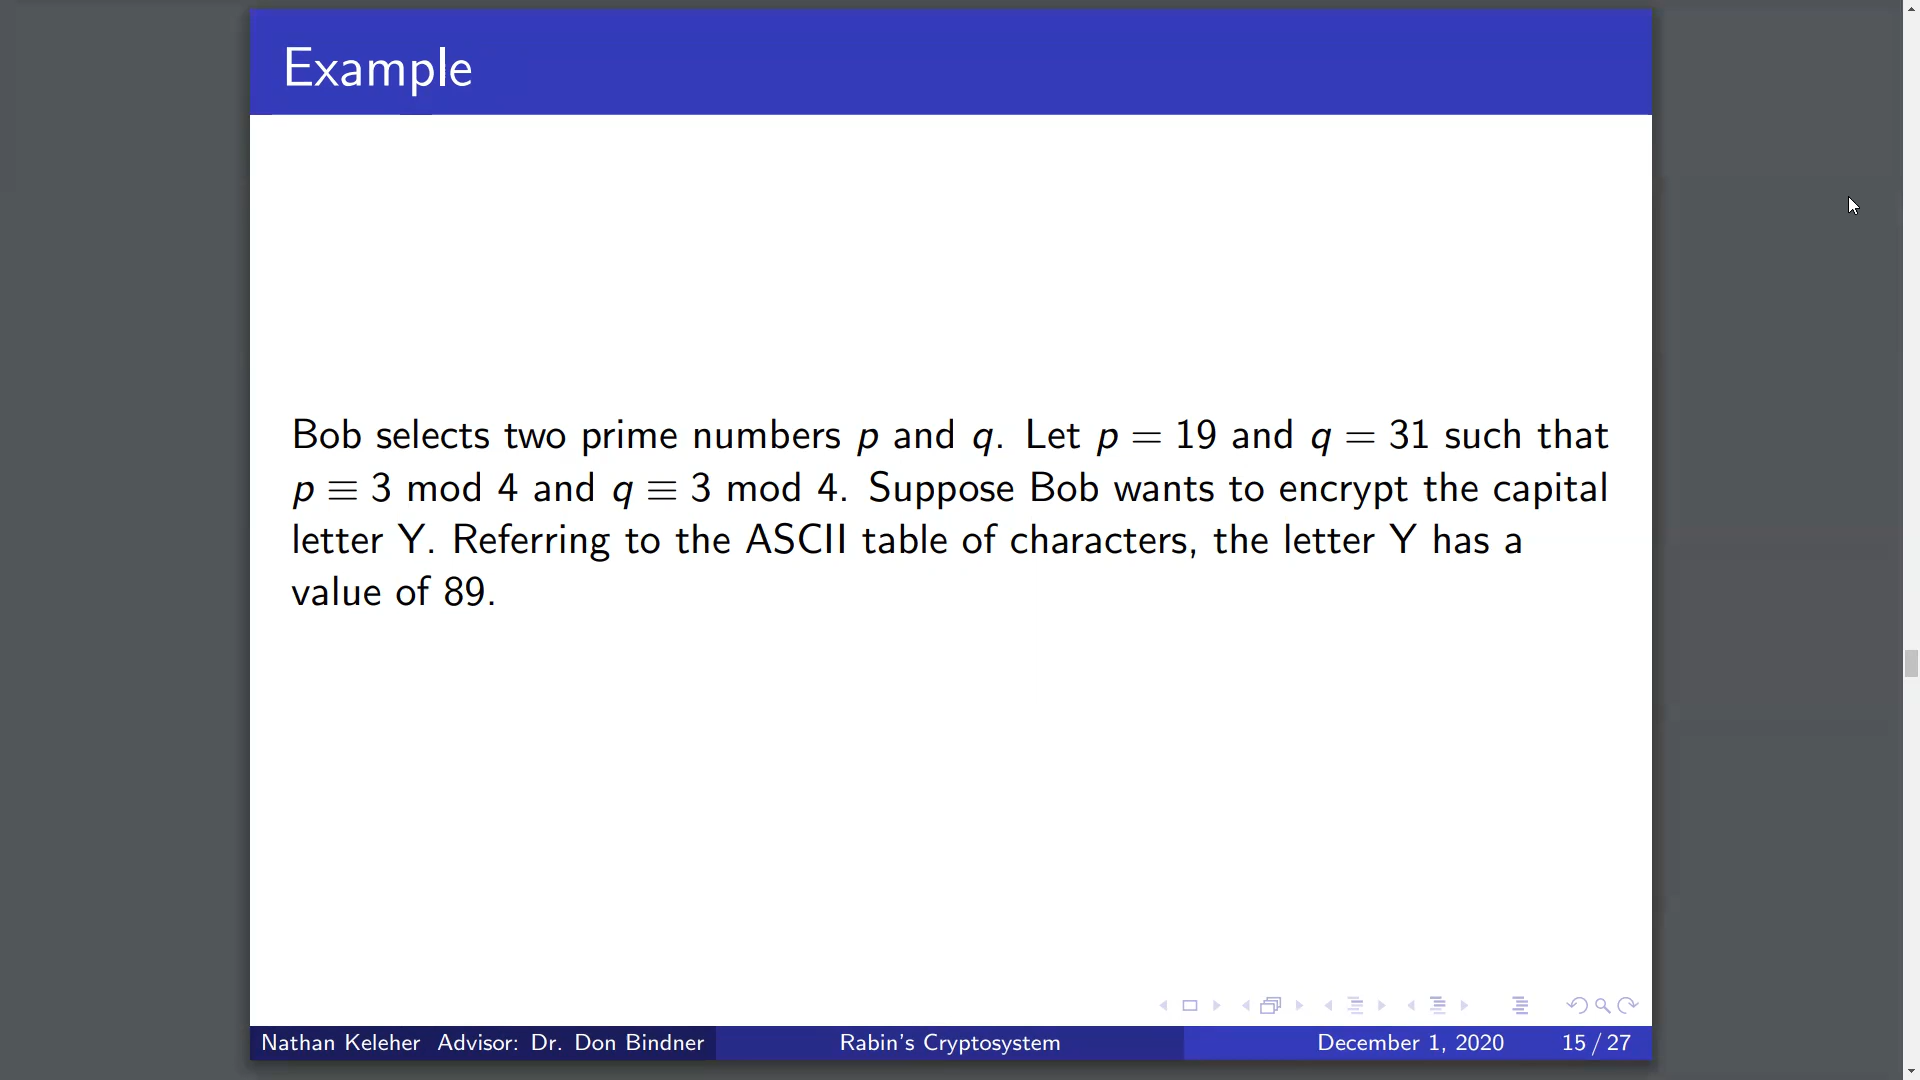 Example
Bob selects two prime numbers p and q. Let p = 19 and q = 31 such that
p ≡ 3 mod 4 and q ≡ 3 mod 4. Suppose Bob wants to encrypt the capital
letter Y. Referring to the ASCII table of characters, the letter Y has a
value of 89.
Nathan Keleher Advisor: Dr. Don Bindner Rabin's Cryptosystem December 1, 2020 15 / 27